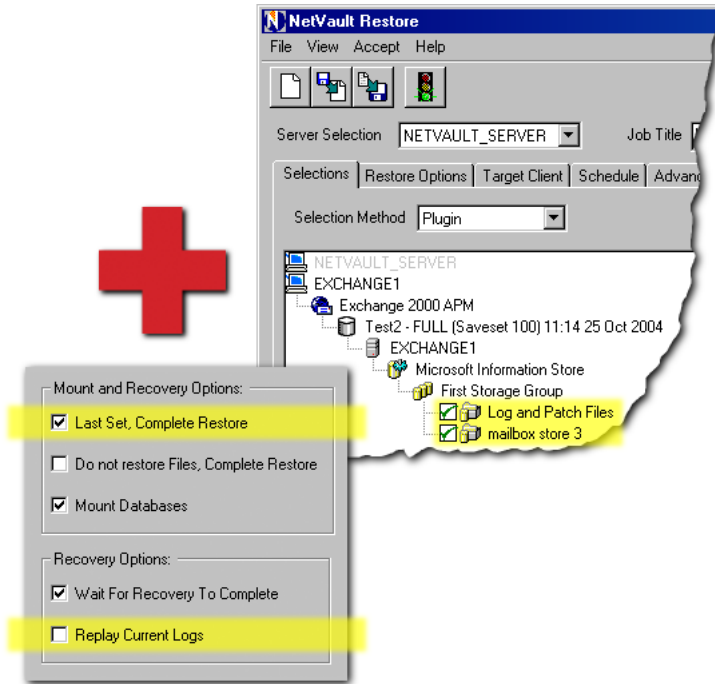 NetVault Restore
File View Accept Help
Server Selection NETVAULT_SERVER Job Title
Selections Restore Options Target Client Schedule Advan
Selection Method Plugin
NETVAULT_SERVER
EXCHANGE1
Exchange 2000 APM
Test2 - FULL (Saveset 100) 11:14 25 Oct 2004
EXCHANGE1
Microsoft Information Store
First Storage Group
Log and Patch Files
mailbox store 3
Mount and Recovery Options:
Last Set, Complete Restore
Do not restore Files, Complete Restore
Mount Databases
Recovery Options:
Wait For Recovery To Complete
Replay Current Logs